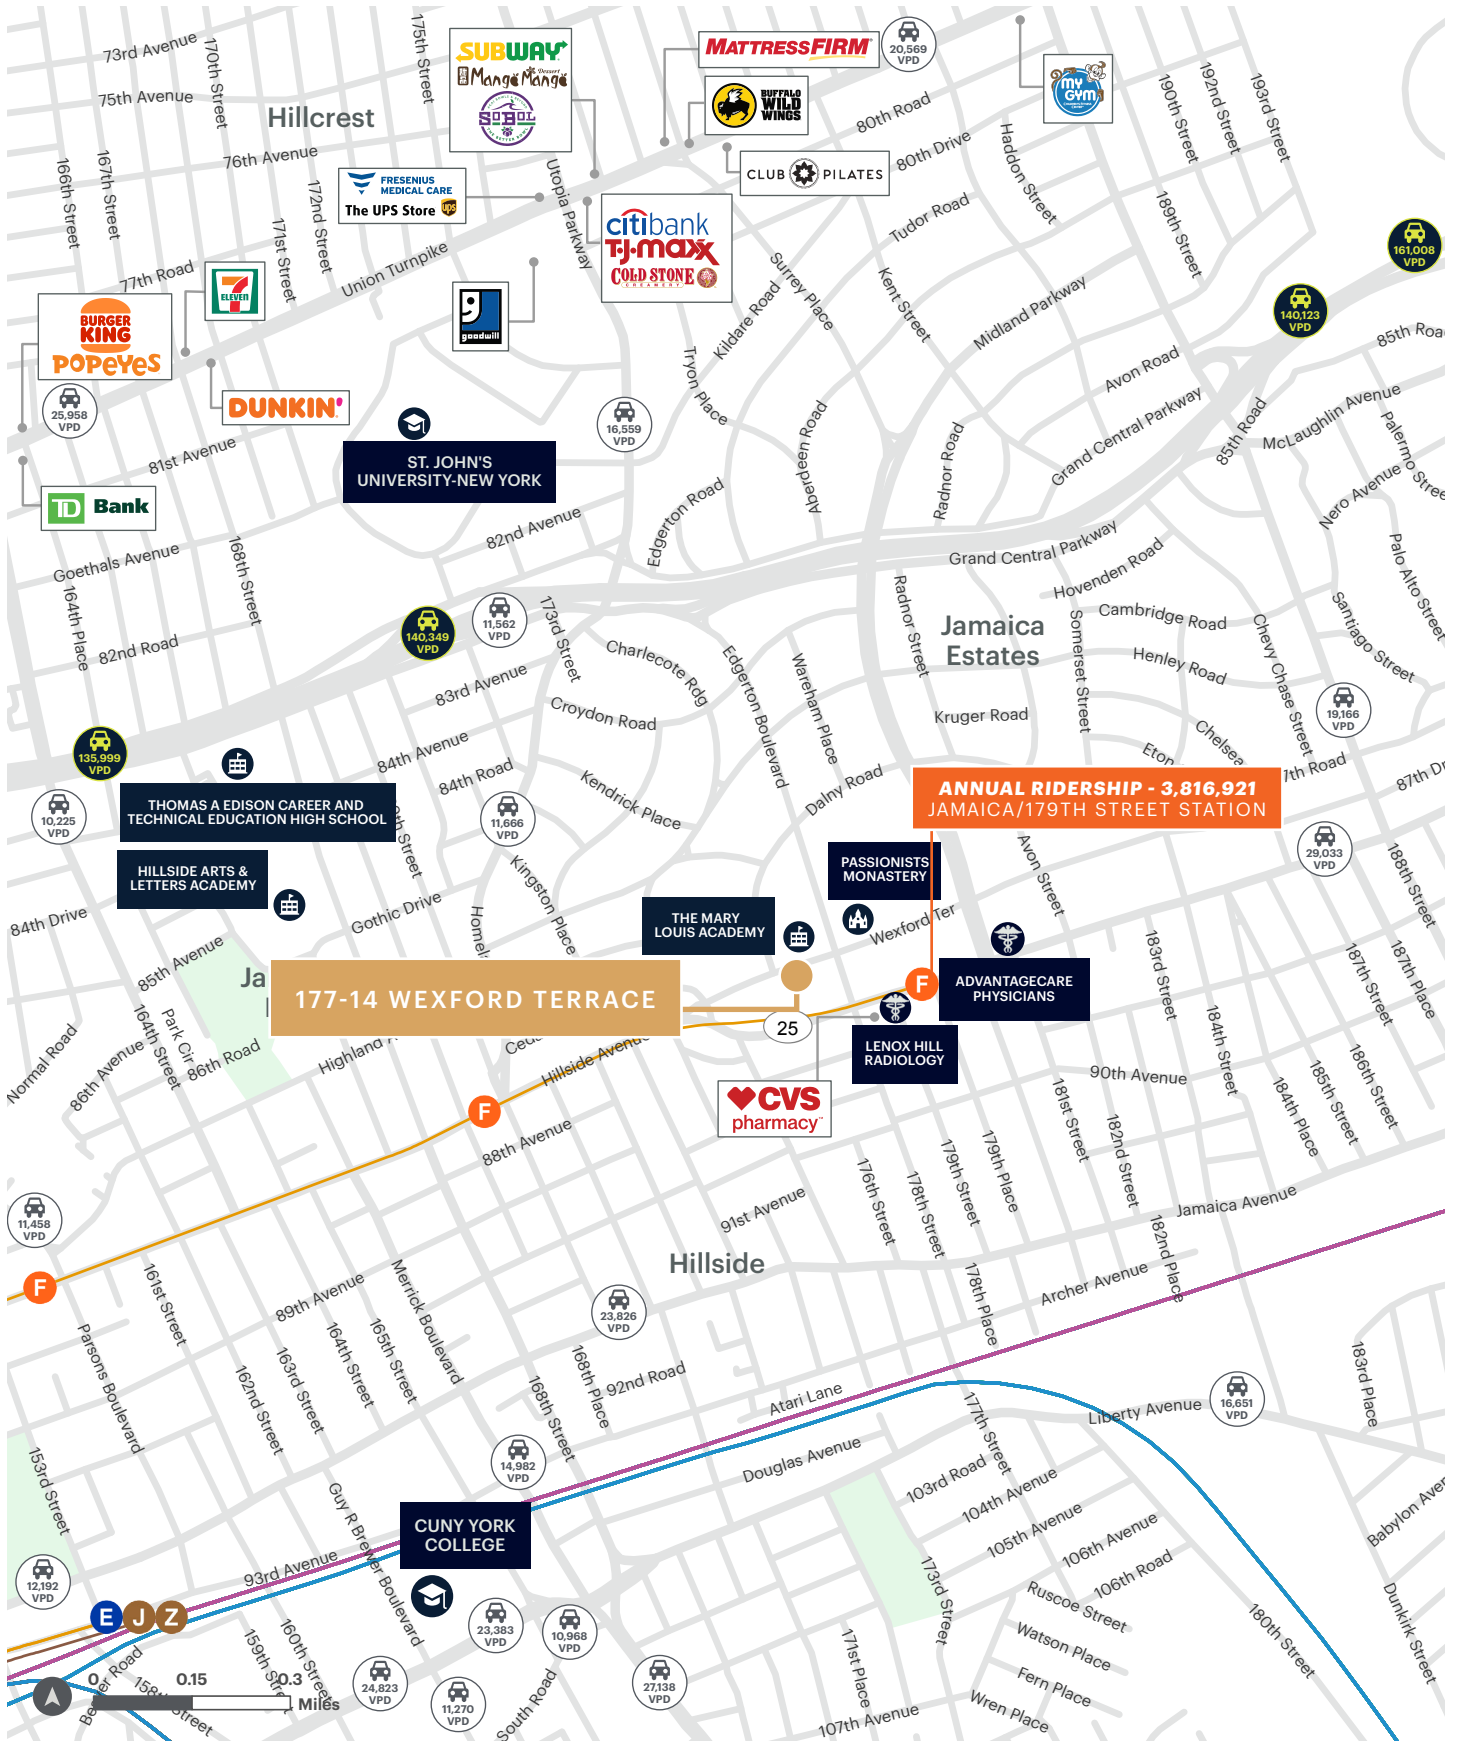 73rd Avenue
170th Street
175th Street
SUBWAY
Mango Mango
Dessert
SOBOL
MATTRESSFIRM
20,569
VPD
MY
GYM
190th Street
192nd Street
193rd Street
75th Avenue
Hillcrest
BUFFALO
WILD
WINGS
80th Road
166th Street
167th Street
76th Avenue
80th Drive
Haddon Street
CLUB PILATES
FRESENIUS
MEDICAL CARE
The UPS Store
ups
172nd Street
171st Street
Utopia Parkway
citibank
T·J·maxx
COLD STONE
CREAMERY
Tudor Road
189th Street
161,008
VPD
77th Road
Union Turnpike
7
ELEVEN
goodwill
Surrey Place
Kildare Road
Kent Street
Midland Parkway
140,123
VPD
85th Roa
BURGER
KING
POPEYES
Tryon Place
Avon Road
25,958
VPD
DUNKIN'
16,559
VPD
Aberdeen Road
Radnor Road
Grand Central Parkway
85th Road
McLaughlin Avenue
Palermo Stree
81st Avenue
ST. JOHN'S
UNIVERSITY-NEW YORK
TD Bank
Edgerton Road
Nero Avenue
82nd Avenue
Goethals Avenue
168th Street
Grand Central Parkway
Hovenden Road
Palo Alto Street
164th Place
140,349
VPD
11,562
VPD
173rd Street
Radnor Street
Jamaica
Estates
Somerset Street
Cambridge Road
Chevy Chase Street
Santiago Street
82nd Road
Charlecote Rdg
Edgerton Boulevard
Wareham Place
Henley Road
83rd Avenue
Croydon Road
Kruger Road
19,166
VPD
135,999
VPD
84th Avenue
84th Road
Chelsea
Eton
7th Road
87th Dr
THOMAS A EDISON CAREER AND
TECHNICAL EDUCATION HIGH SCHOOL
Kendrick Place
Dalny Road
ANNUAL RIDERSHIP - 3,816,921
JAMAICA/179TH STREET STATION
10,225
VPD
11,666
VPD
th Street
29,033
VPD
HILLSIDE ARTS &
LETTERS ACADEMY
PASSIONISTS
MONASTERY
Avon Street
188th Street
Kingston Place
84th Drive
Gothic Drive
Homel
THE MARY
LOUIS ACADEMY
Wexford Ter
85th Avenue
183rd Street
187th Street
187th Place
Ja
177-14 WEXFORD TERRACE
F
ADVANTAGECARE
PHYSICIANS
25
Normal Road
86th Avenue
164th Street
Park Cir
86th Road
Highland A
Ceda
Hillside Avenue
LENOX HILL
RADIOLOGY
184th Street
90th Avenue
186th Street
185th Street
184th Place
F
CVS
pharmacy
181st Street
88th Avenue
182nd Street
179th Street
179th Place
176th Street
178th Street
11,458
VPD
91st Avenue
Jamaica Avenue
F
161st Street
Hillside
182nd Place
Archer Avenue
178th Place
89th Avenue
Merrick Boulevard
23,826
VPD
Parsons Boulevard
164th Street
165th Street
163rd Street
162nd Street
168th Street
168th Place
92nd Road
Atari Lane
183rd Place
16,651
VPD
Liberty Avenue
177th Street
153rd Street
14,982
VPD
Douglas Avenue
103rd Road
104th Avenue
105th Avenue
106th Avenue
106th Road
Babylon Aven
Guy R Brewer Boulevard
CUNY YORK
COLLEGE
93rd Avenue
12,192
VPD
173rd Street
Ruscoe Street
Watson Place
Fern Place
Wren Place
180th Street
Dunkirk Street
E
J
Z
23,383
VPD
10,968
VPD
159th Street
160th Street
171st Place
24,823
VPD
11,270
VPD
27,138
VPD
South Road
107th Avenue
0 0.15 0.3
Miles